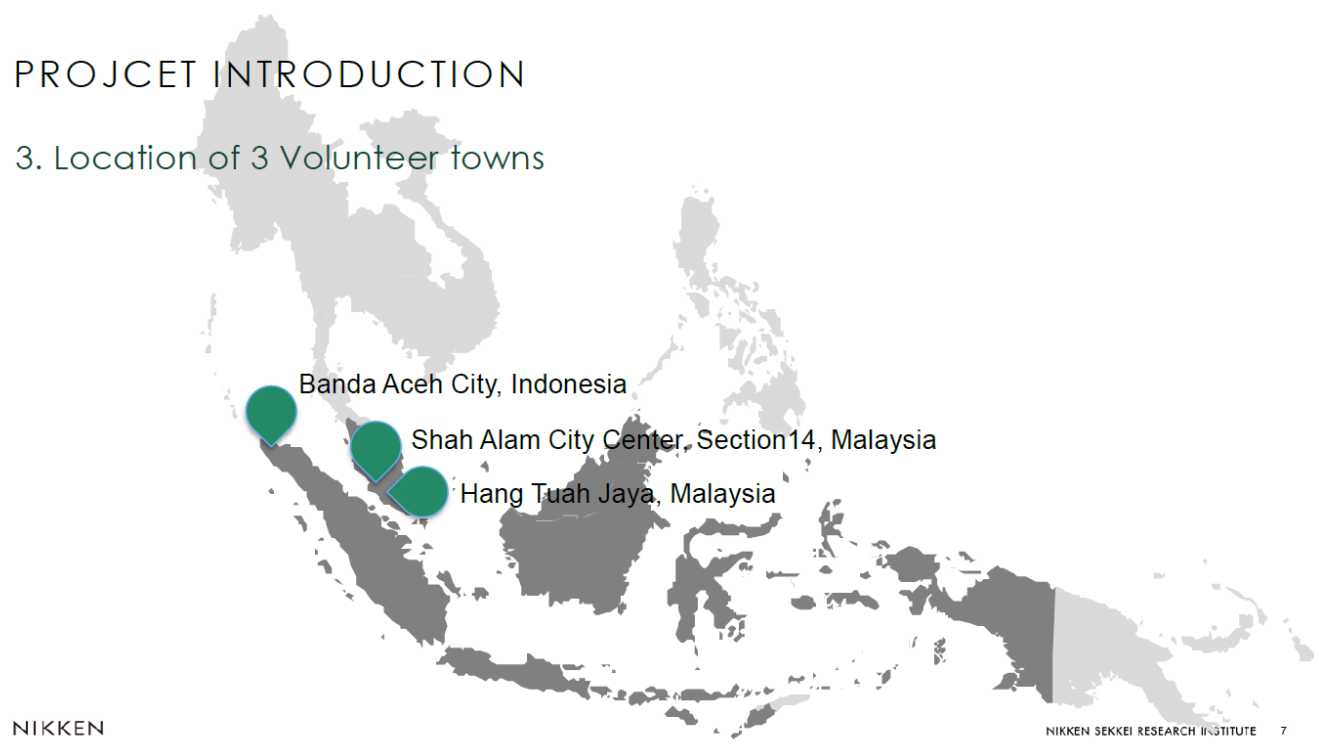 PROJCET INTRODUCTION
3. Location of 3 Volunteer towns
Banda Aceh City, Indonesia
Shah Alam City Center, Section14, Malaysia
Hang Tuah Jaya, Malaysia
NIKKEN
NIKKEN SEKKEI RESEARCH INSTITUTE 7